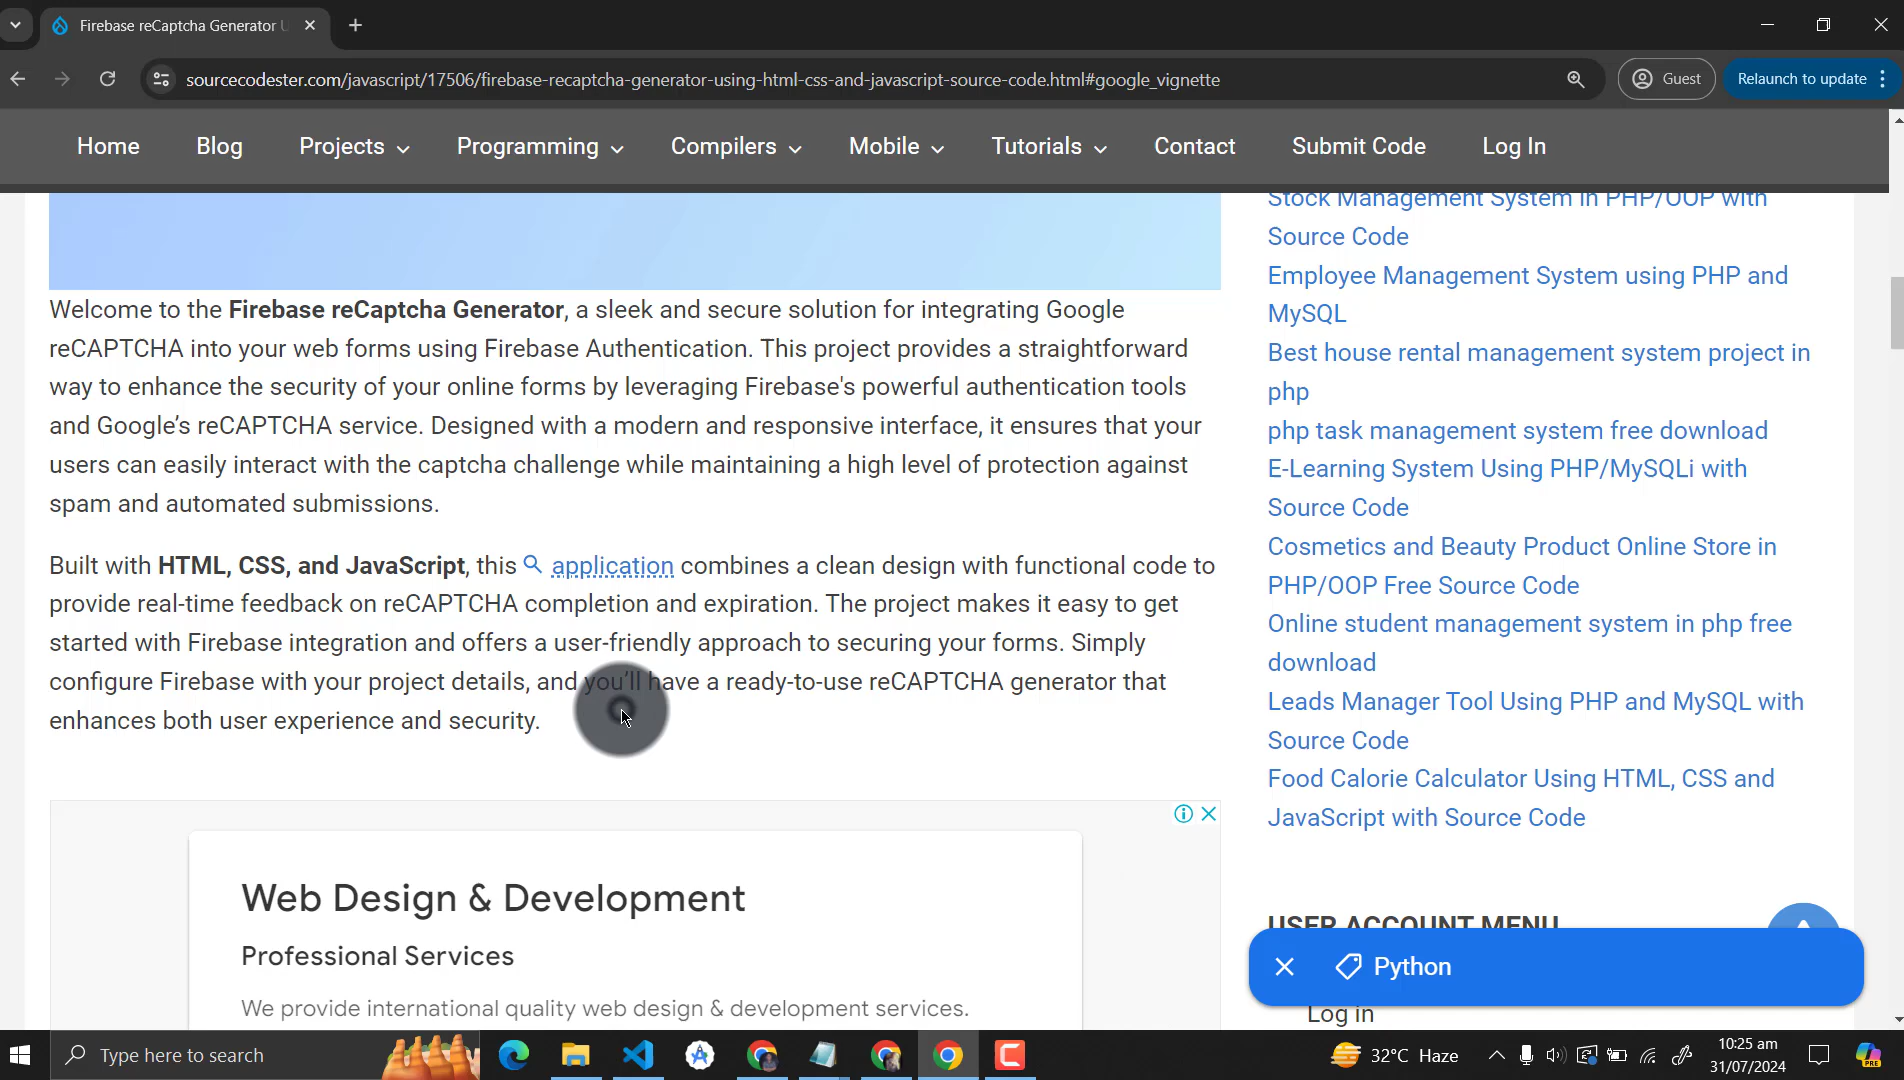 Firebase reCaptcha Generator U
sourcecodester.com/javascript/17506/firebase-recaptcha-generator-using-html-css-and-javascript-source-code.html#google_vignette
Guest
Relaunch to update
Home
Blog
Projects
Programming
Compilers
Mobile
Tutorials
Contact
Submit Code
Log In
Welcome to the Firebase reCaptcha Generator, a sleek and secure solution for integrating Google
reCAPTCHA into your web forms using Firebase Authentication. This project provides a straightforward
way to enhance the security of your online forms by leveraging Firebase's powerful authentication tools
and Google’s reCAPTCHA service. Designed with a modern and responsive interface, it ensures that your
users can easily interact with the captcha challenge while maintaining a high level of protection against
spam and automated submissions.
Built with HTML, CSS, and JavaScript, this application combines a clean design with functional code to
provide real-time feedback on reCAPTCHA completion and expiration. The project makes it easy to get
started with Firebase integration and offers a user-friendly approach to securing your forms. Simply
configure Firebase with your project details, and you’ll have a ready-to-use reCAPTCHA generator that
enhances both user experience and security.
Web Design & Development
Professional Services
We provide international quality web design & development services.
Stock Management System in PHP/OOP with
Source Code
Employee Management System using PHP and
MySQL
Best house rental management system project in
php
php task management system free download
E-Learning System Using PHP/MySQLi with
Source Code
Cosmetics and Beauty Product Online Store in
PHP/OOP Free Source Code
Online student management system in php free
download
Leads Manager Tool Using PHP and MySQL with
Source Code
Food Calorie Calculator Using HTML, CSS and
JavaScript with Source Code
USER ACCOUNT MENU
Python
Log in
Type here to search
32°C Haze
10:25 am
31/07/2024
PRE